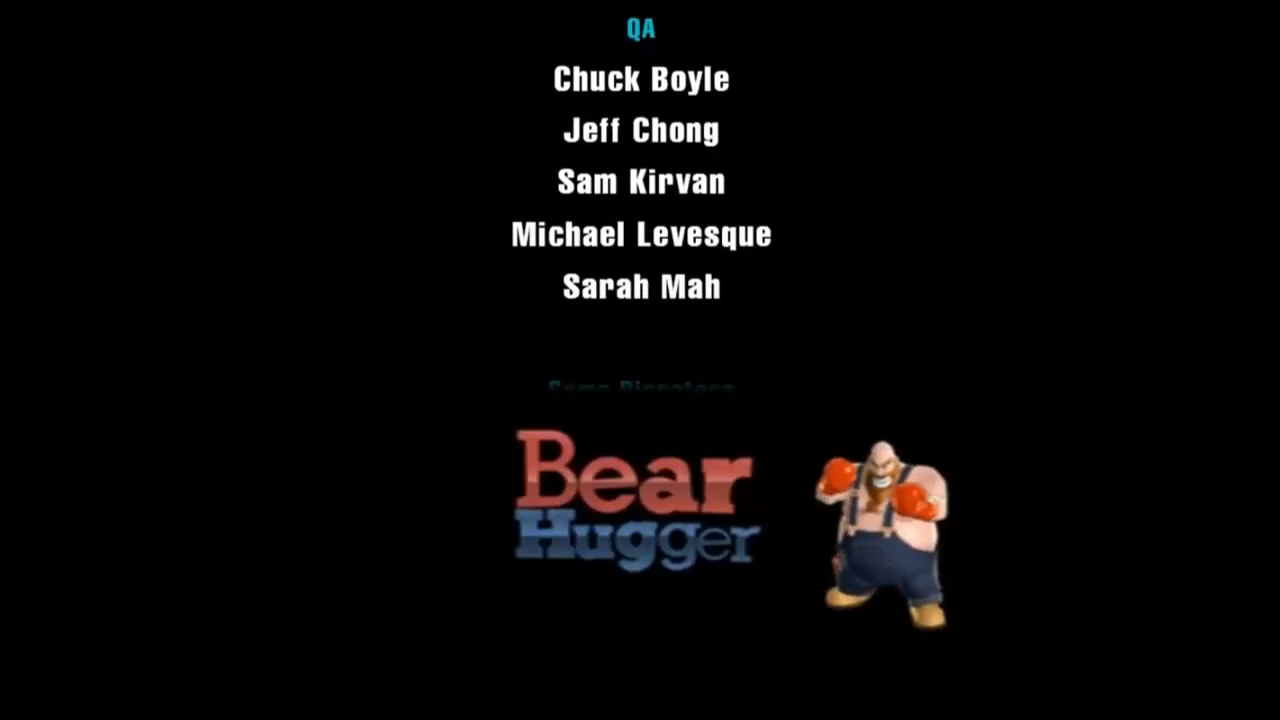 QA
Chuck Boyle
Jeff Chong
Sam Kirvan
Michael Levesque
Sarah Mah
Bear
Hugger